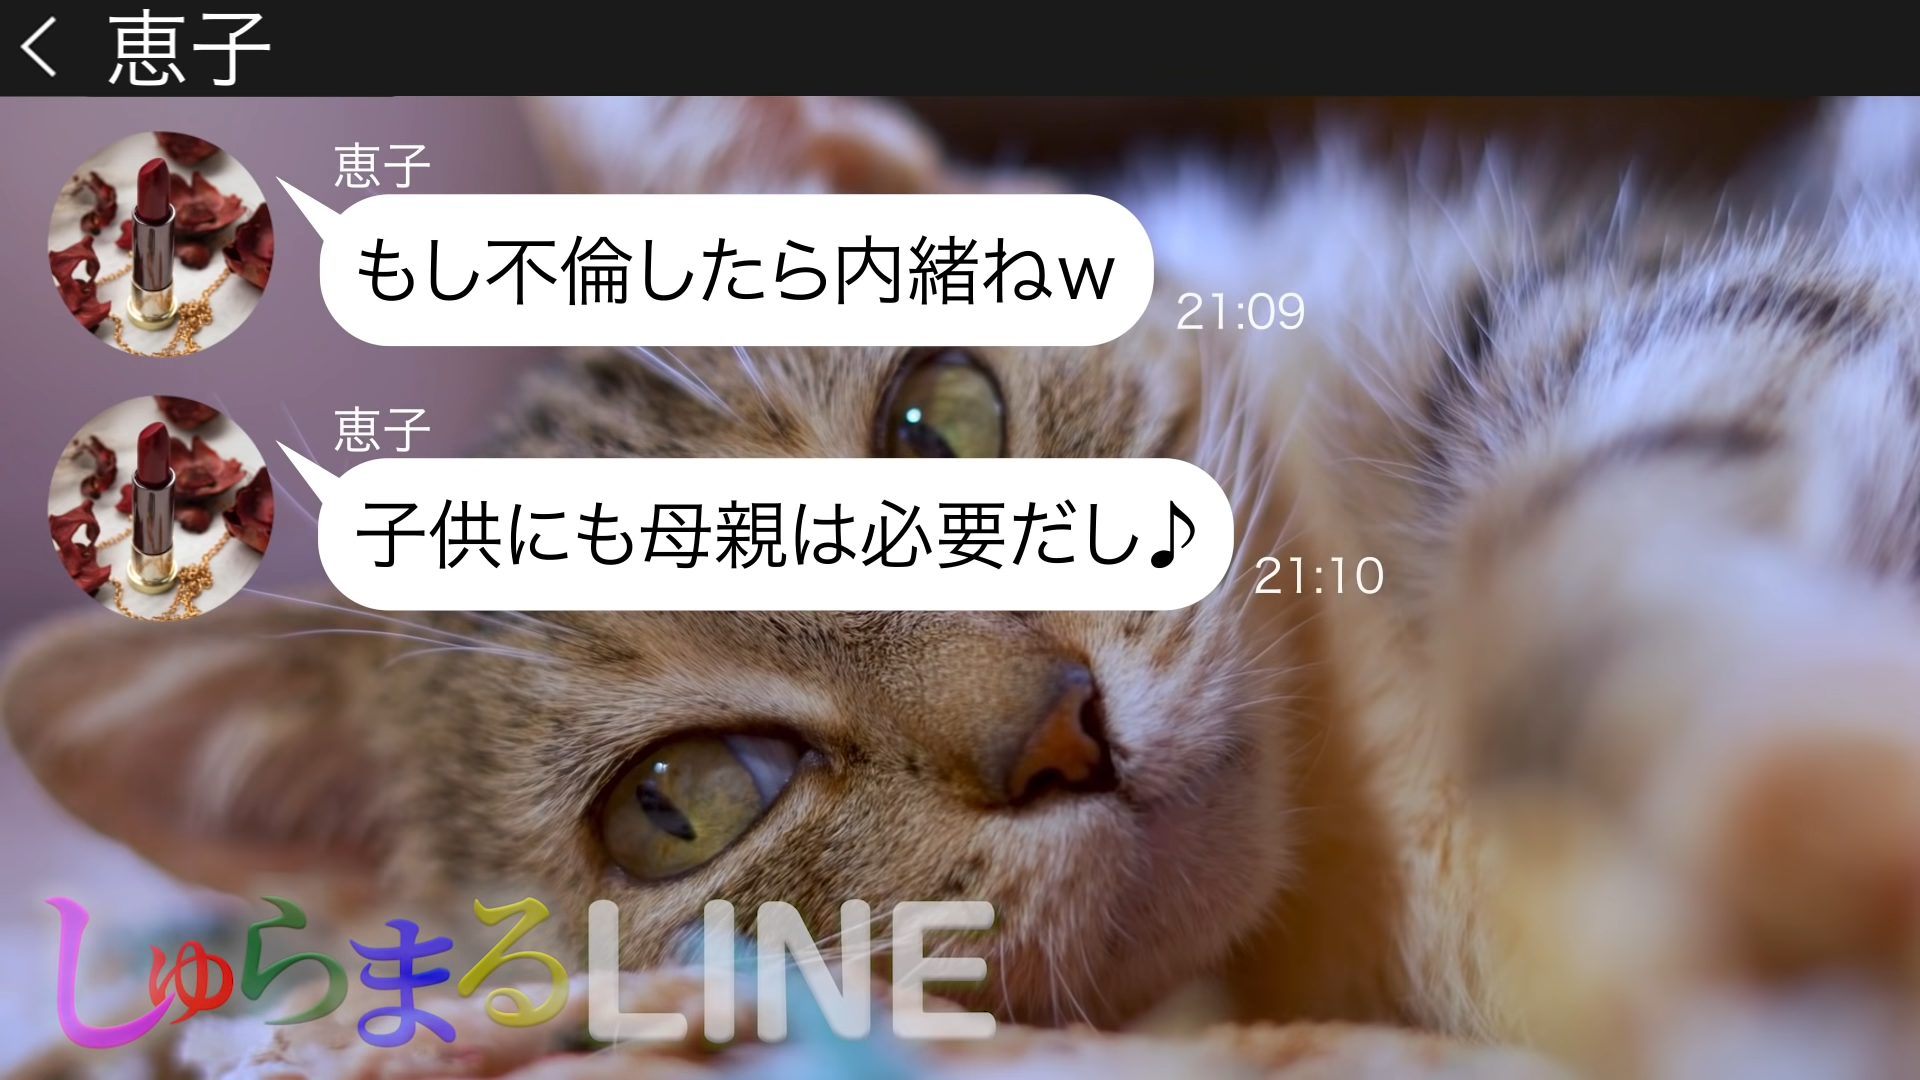 恵子
恵子
もし不倫したら内緒ねw
21:09
恵子
子供にも母親は必要だし♪
21:10
しゅらまるLINE